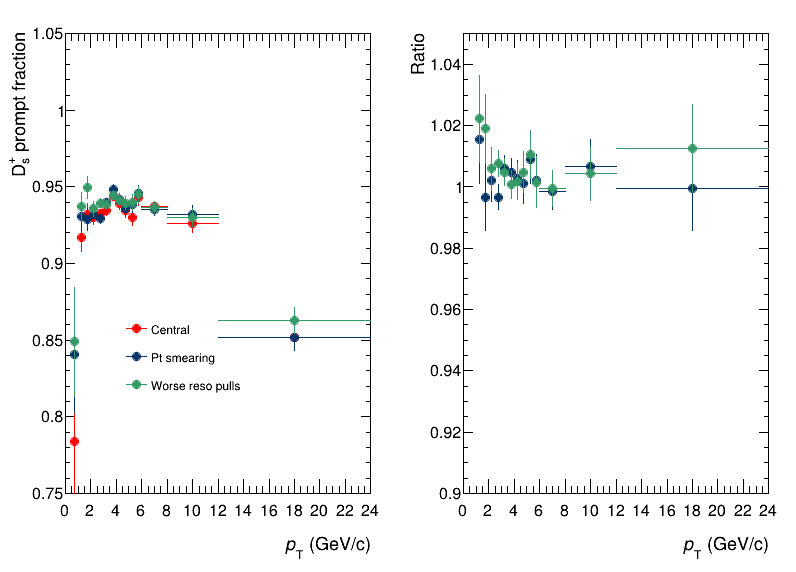 D_s^+ prompt fraction
1.05
1
0.95
0.9
0.85
0.8
0.75
Central
Pt smearing
Worse reso pulls
0 2 4 6 8 10 12 14 16 18 20 22 24
p_T (GeV/c)
Ratio
1.04
1.02
1
0.98
0.96
0.94
0.92
0.9
0 2 4 6 8 10 12 14 16 18 20 22 24
p_T (GeV/c)